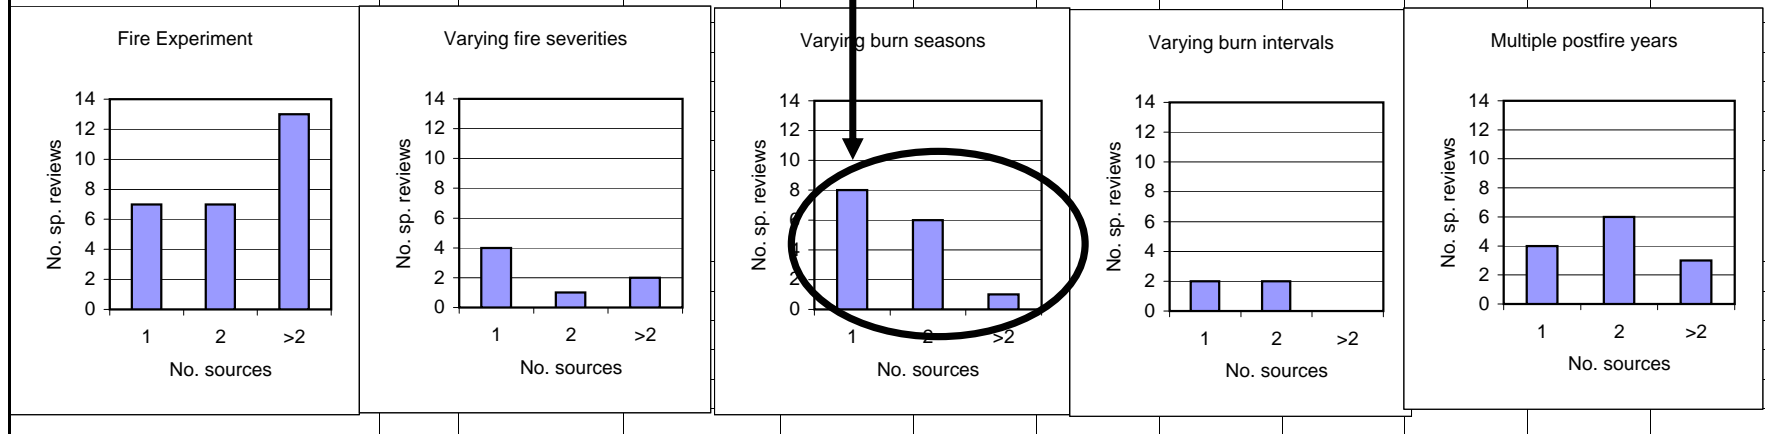 Fire Experiment
14
12
10
8
6
4
2
0
1 2 >2
No. sp. reviews
No. sources
Varying fire severities
14
12
10
8
6
4
2
0
1 2 >2
No. sp. reviews
No. sources
Varying burn seasons
14
12
10
8
6
4
2
0
1 2 >2
No. sp. reviews
No. sources
Varying burn intervals
14
12
10
8
6
4
2
0
1 2 >2
No. sp. reviews
No. sources
Multiple postfire years
14
12
10
8
6
4
2
0
1 2 >2
No. sp. reviews
No. sources